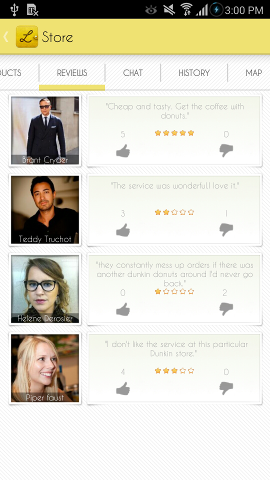 3:00 PM
L Store
DUCTS REVIEWS CHAT HISTORY MAP
"Cheap and tasty. Get the coffee with
donuts."
5 0
Brant Cryder
"The service was wonderful! love it."
3 1
Teddy Truchot
"they constantly mess up orders if there was
another dunkin donuts around I'd never go
back."
0 2
Helene Derosier
"I don't like the service at this particular
Dunkin store."
4 0
Piper faust